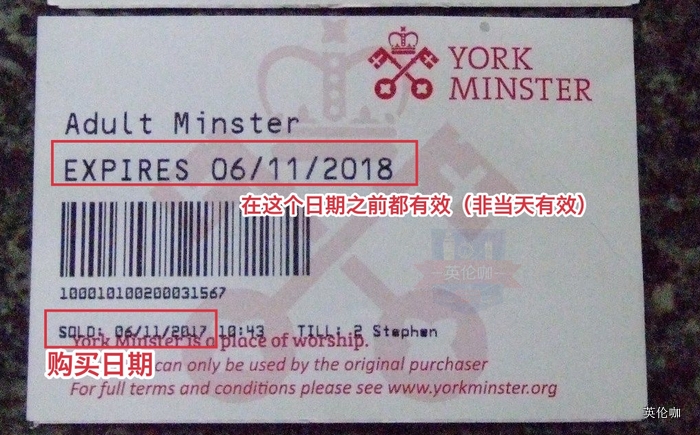 YORK
MINSTER
Adult Minster
EXPIRES 06/11/2018
在这个日期之前都有效（非当天有效）
英伦咖
100010100200031567
SOLD: 06/11/2017 10:43 TILL: 2 Stephen
York Minster is a place of worship.
购买日期
can only be used by the original purchaser
For full terms and conditions please see www.yorkminster.org
英伦咖